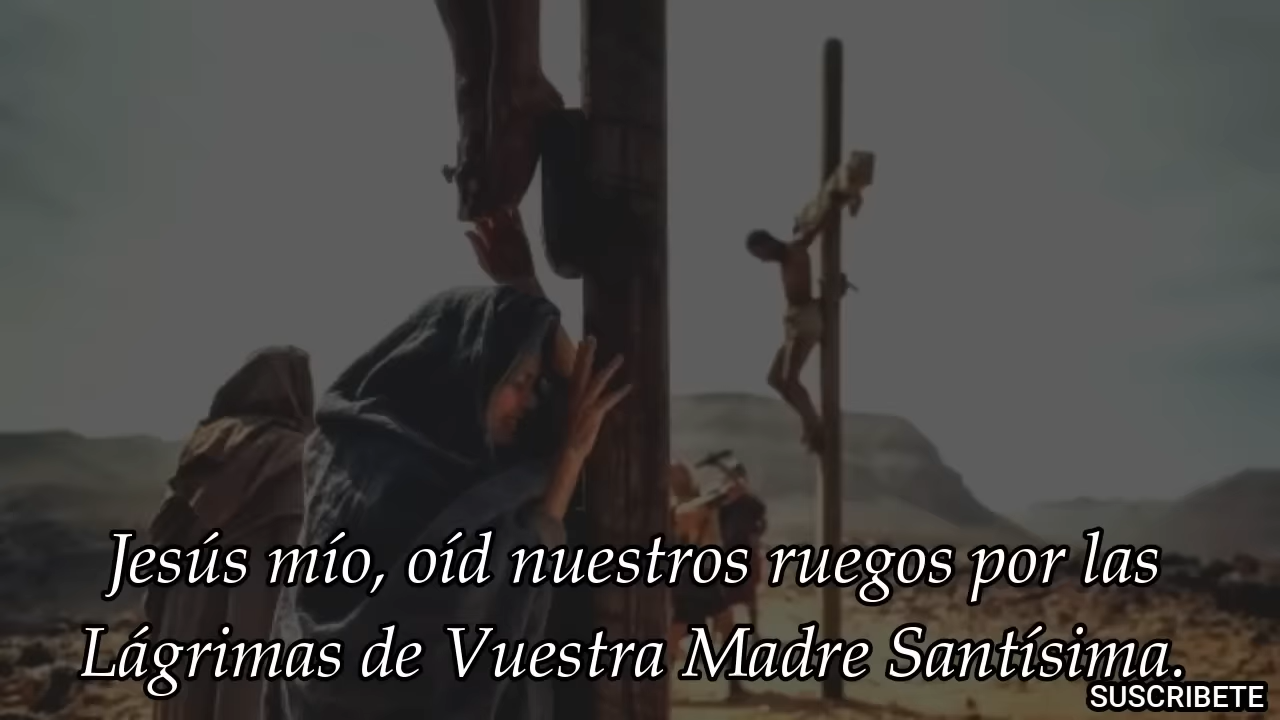 Jesús mío, oíd nuestros ruegos por las
Lágrimas de Vuestra Madre Santísima.
SUSCRIBETE